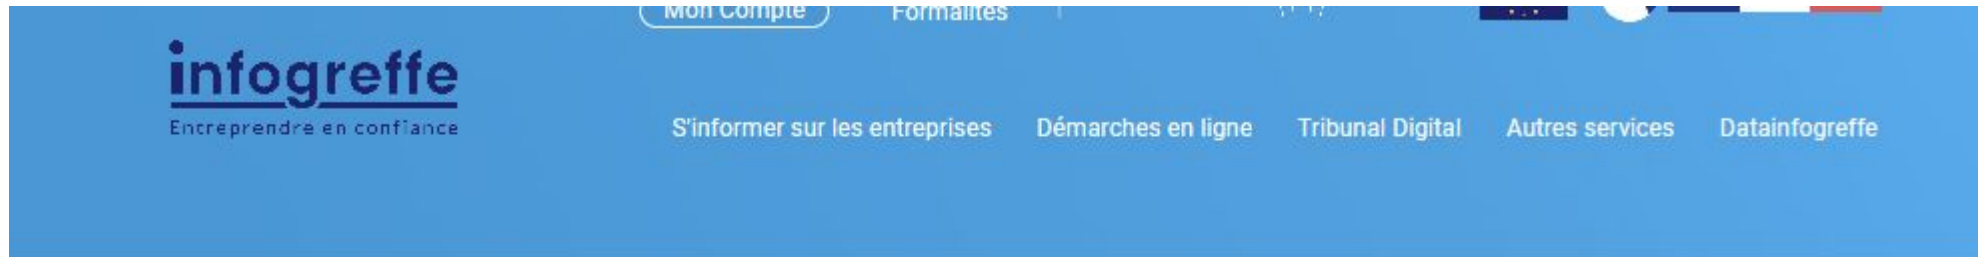 Mon Compte Formalités
infogreffe
Entreprendre en confiance
S'informer sur les entreprises Démarches en ligne Tribunal Digital Autres services Datainfogreffe